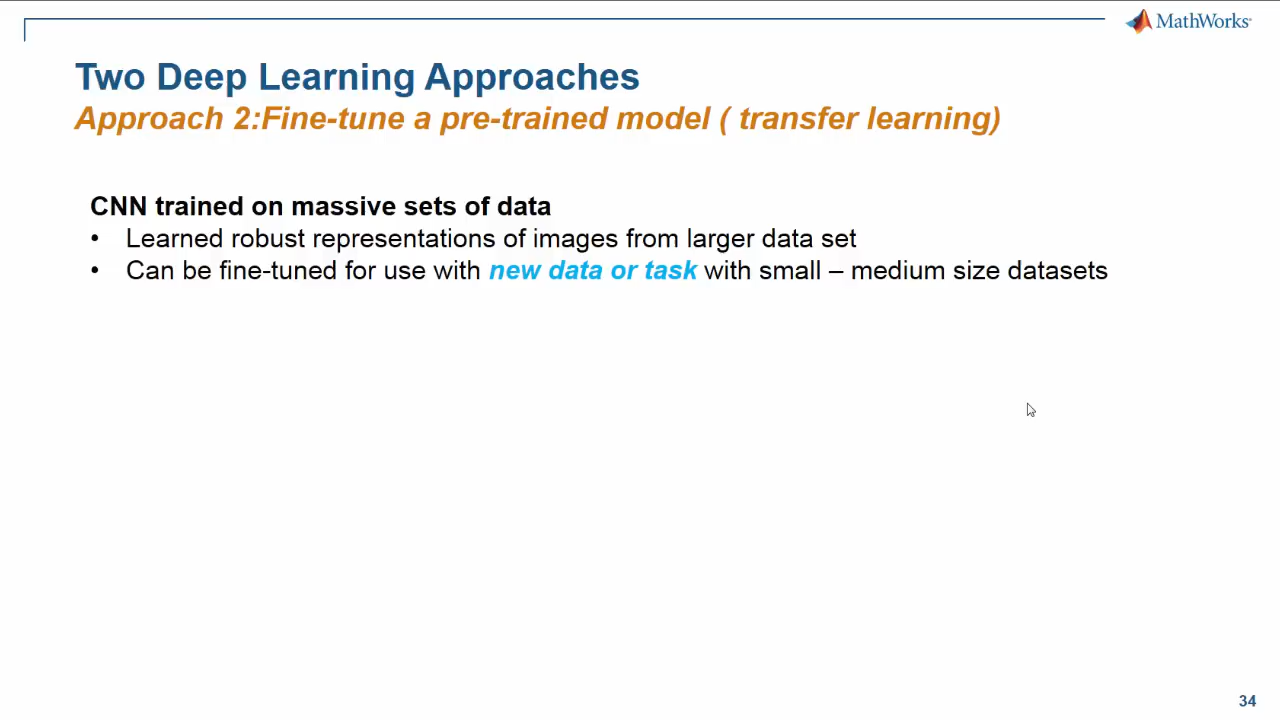 MathWorks®
Two Deep Learning Approaches
Approach 2:Fine-tune a pre-trained model ( transfer learning)
CNN trained on massive sets of data
• Learned robust representations of images from larger data set
• Can be fine-tuned for use with new data or task with small – medium size datasets
34